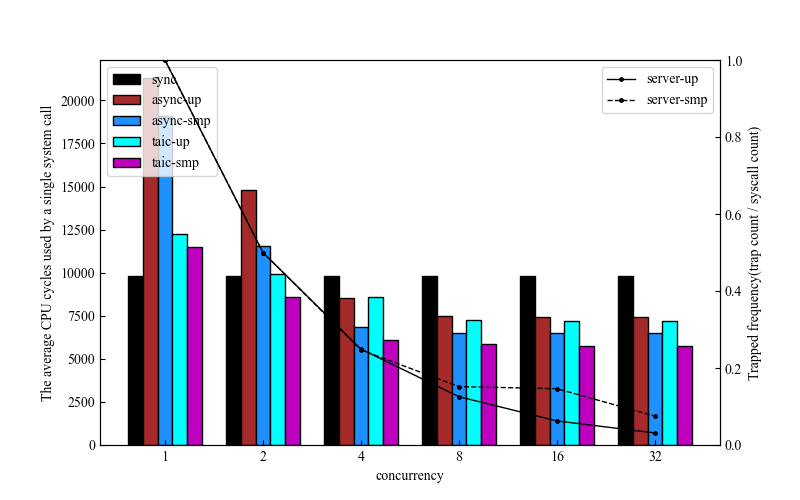 sync
async-up
async-smp
taic-up
taic-smp
server-up
server-smp
The average CPU cycles used by a single system call
20000
17500
15000
12500
10000
7500
5000
2500
0
1.0
0.8
0.6
0.4
0.2
0.0
Trapped frequency(trap count / syscall count)
1 2 4 8 16 32
concurrency